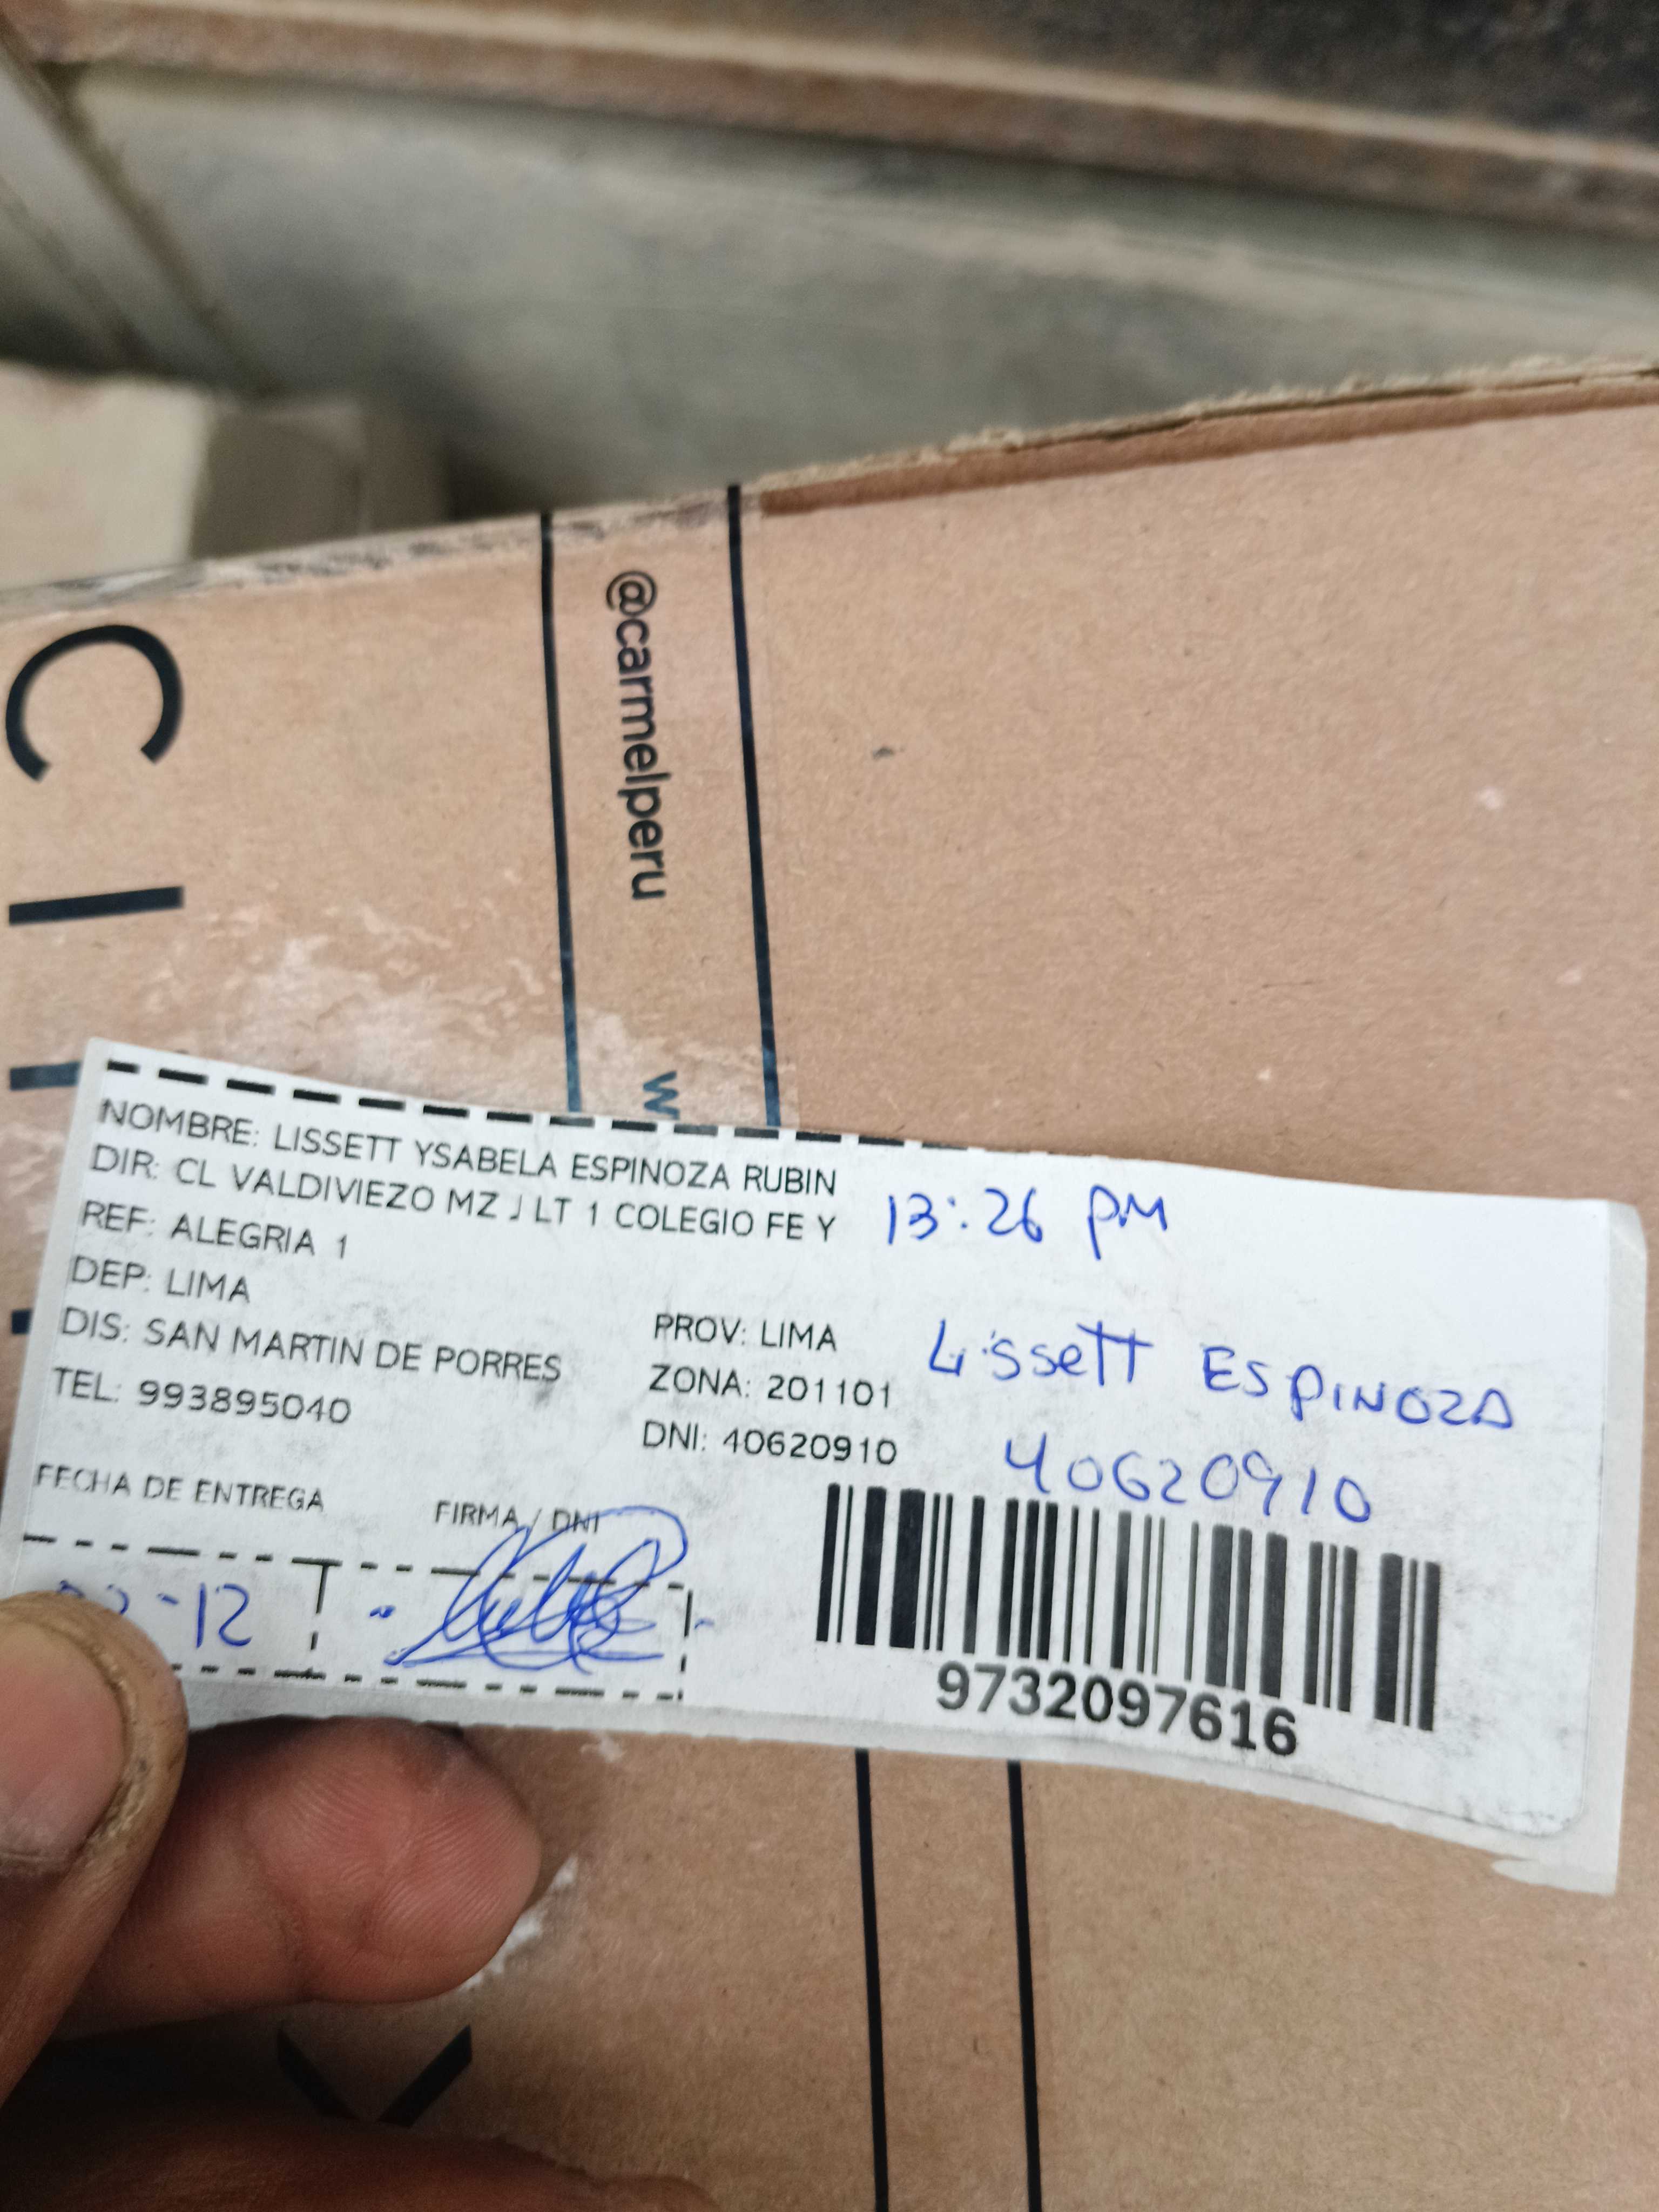 @carmelperu
NOMBRE: LISSETT YSABELA ESPINOZA RUBIN
DIR: CL VALDIVIEZO MZ J LT 1 COLEGIO FE Y
REF: ALEGRIA 1
DEP: LIMA
PROV: LIMA
DIS: SAN MARTIN DE PORRES
ZONA: 201101
TEL: 993895040
DNI: 40620910
13:26 PM
Lissett ESPINOZA
40620910
FECHA DE ENTREGA
FIRMA / DNI
-12
9732097616